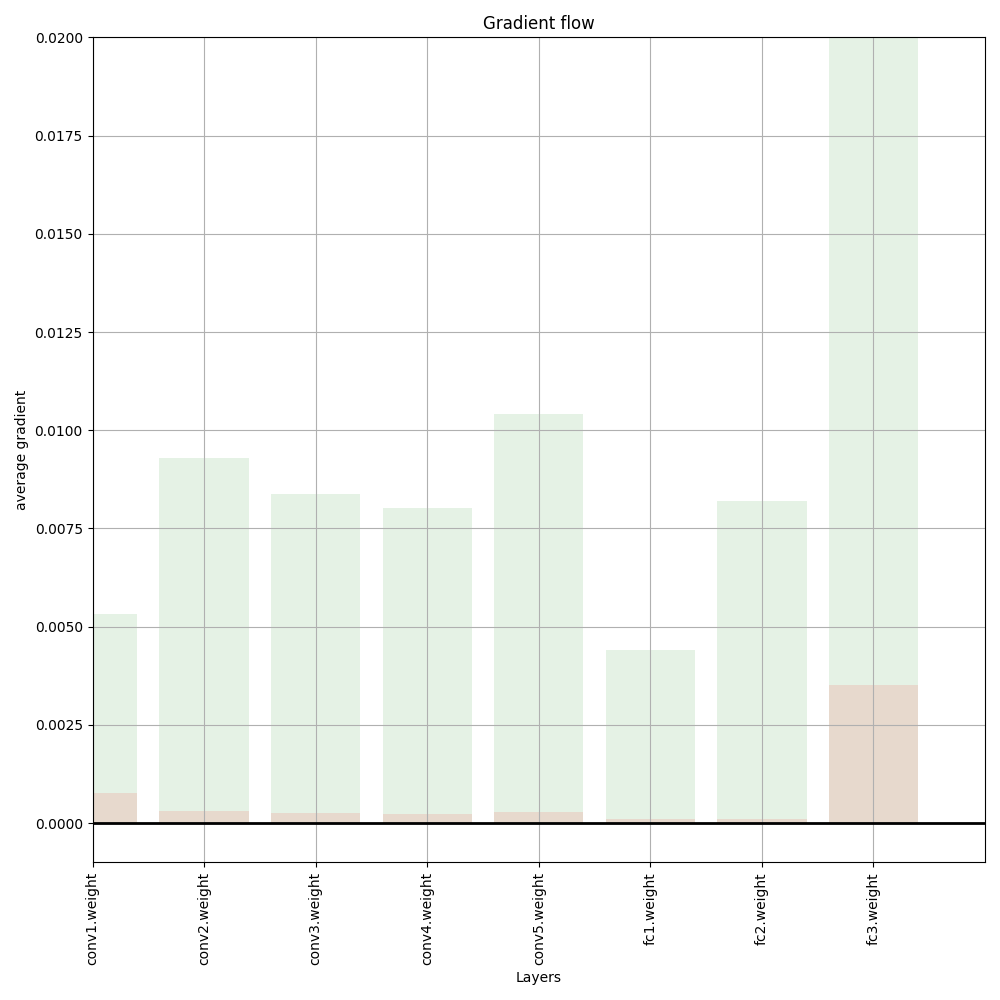 Gradient flow
0.0200
0.0175
0.0150
0.0125
0.0100
0.0075
0.0050
0.0025
0.0000
average gradient
conv1.weight
conv2.weight
conv3.weight
conv4.weight
conv5.weight
fc1.weight
fc2.weight
fc3.weight
Layers